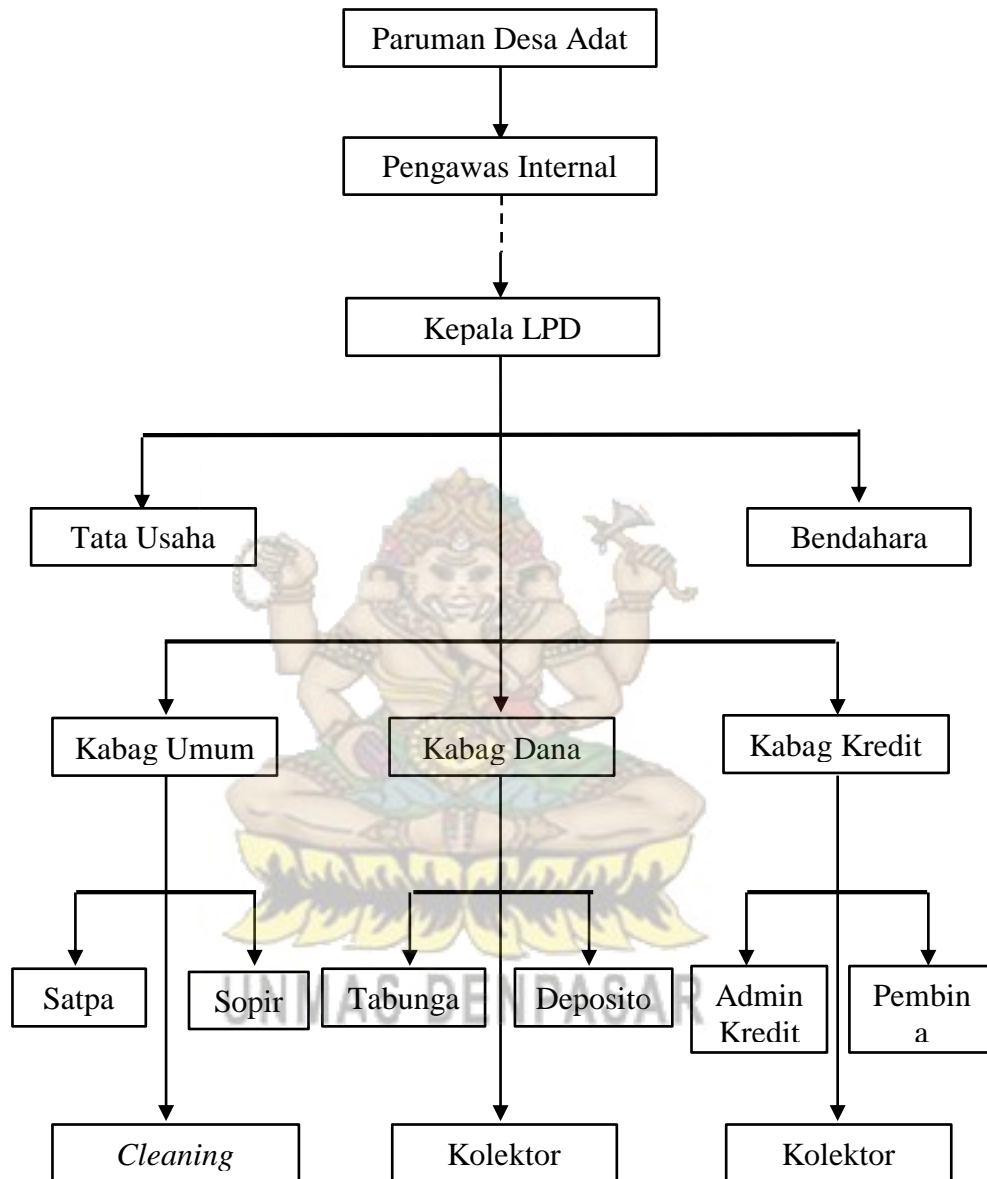 Paruman Desa Adat
Pengawas Internal
Kepala LPD
Tata Usaha
Bendahara
Kabag Umum
Kabag Dana
Kabag Kredit
Satpa
Sopir
Tabunga
Deposito
Admin
Kredit
Pembin
a
UNMAS DENPASAR
Cleaning
Kolektor
Kolektor